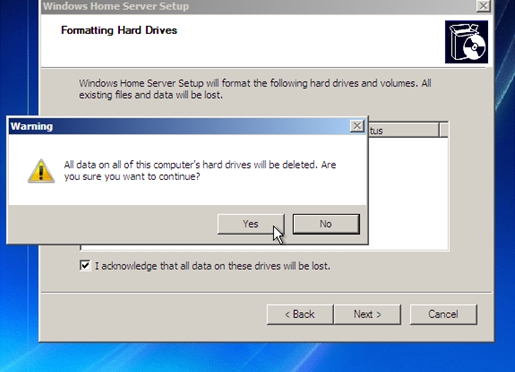 Windows Home Server Setup
Formatting Hard Drives
Windows Home Server Setup will format the following hard drives and volumes. All
existing files and data will be lost.
Warning
All data on all of this computer's hard drives will be deleted. Are
you sure you want to continue?
Yes
No
I acknowledge that all data on these drives will be lost.
< Back
Next >
Cancel